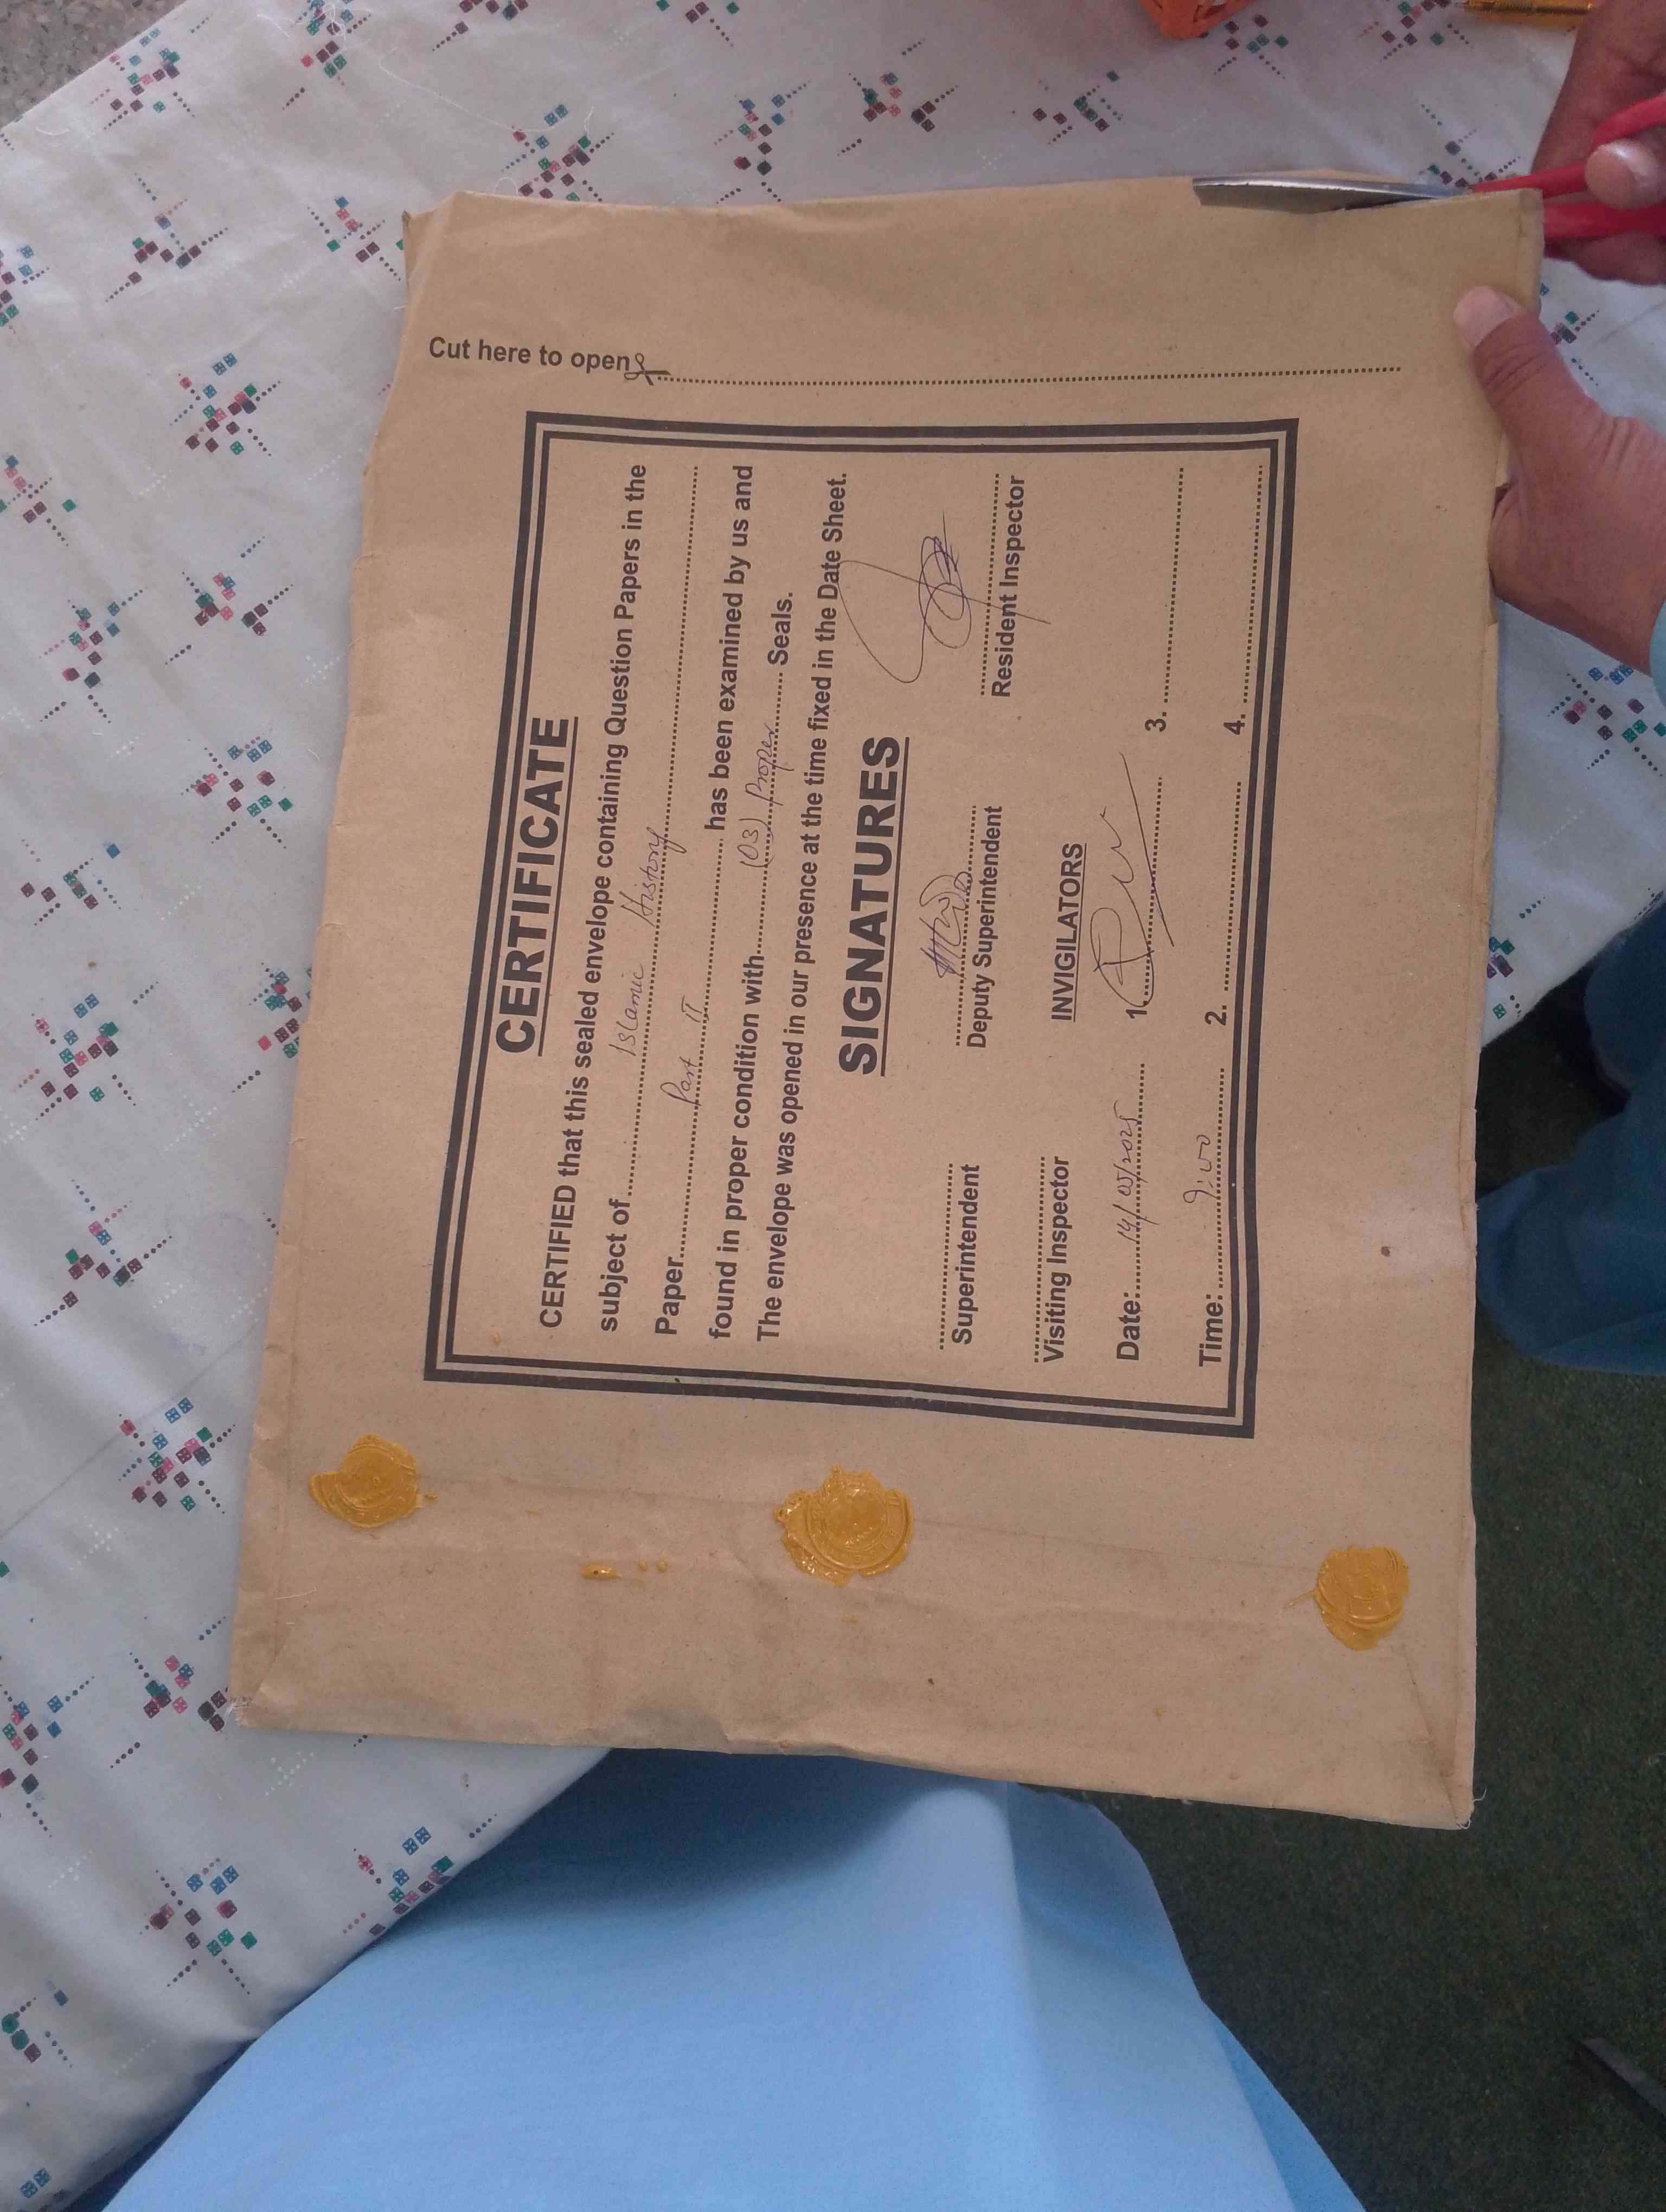 Cut here to open
CERTIFICATE
CERTIFIED that this sealed envelope containing Question Papers in the
subject of Islamic History
Paper Part II has been examined by us and
found in proper condition with (03) Proper Seals.
The envelope was opened in our presence at the time fixed in the Date Sheet.
SIGNATURES
Superintendent Deputy Superintendent Resident Inspector
Visiting Inspector INVIGILATORS
Date: 14/05/2025 1. 3.
Time: 9:00 2. 4.